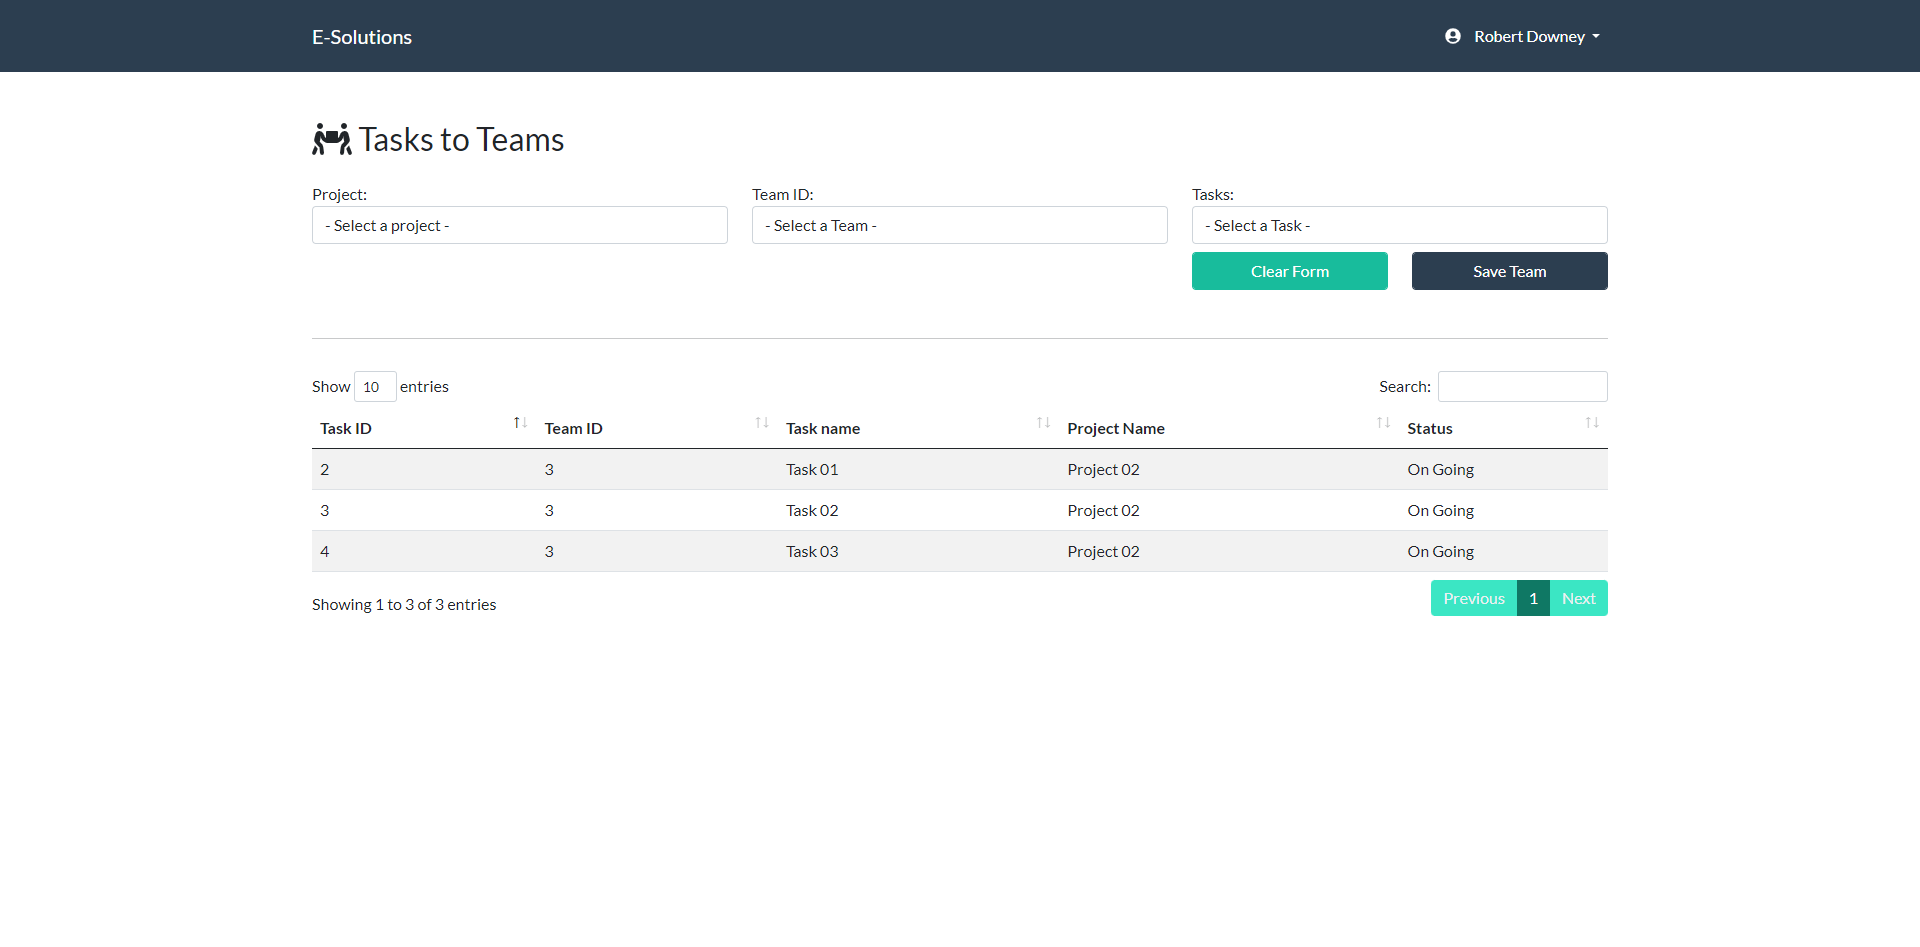 E-Solutions
Robert Downey
Tasks to Teams
Project: Team ID: Tasks:
- Select a project - - Select a Team - - Select a Task -
Clear Form Save Team
Show 10 entries Search:
Task ID Team ID Task name Project Name Status
2 3 Task 01 Project 02 On Going
3 3 Task 02 Project 02 On Going
4 3 Task 03 Project 02 On Going
Showing 1 to 3 of 3 entries Previous 1 Next